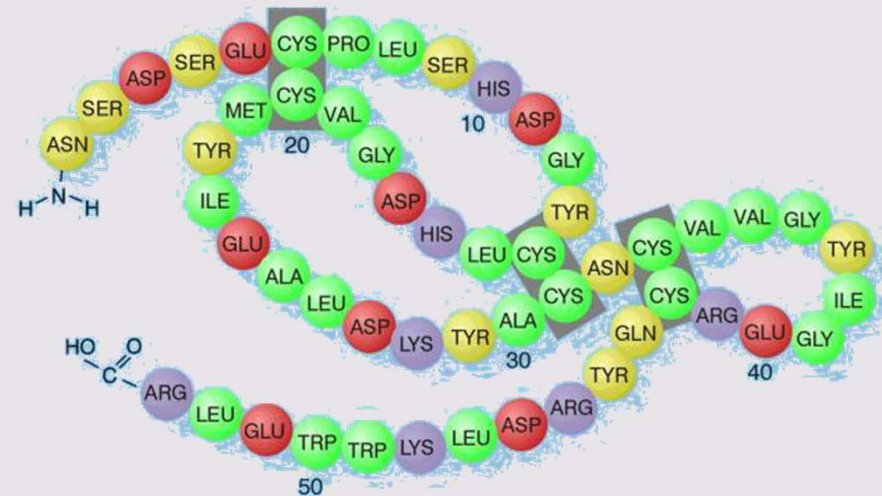 ASN
SER
ASP
SER
GLU
CYS
PRO
LEU
SER
HIS
10
ASP
GLY
TYR
CYS
LEU
HIS
ASP
GLY
VAL
CYS
20
MET
TYR
ILE
GLU
ALA
LEU
ASP
LYS
TYR
ALA
30
CYS
ASN
CYS
VAL
VAL
GLY
TYR
ILE
GLY
GLU
40
ARG
CYS
GLN
TYR
ARG
ASP
LEU
LYS
TRP
TRP
50
GLU
LEU
ARG
H
N
H
HO
O
C